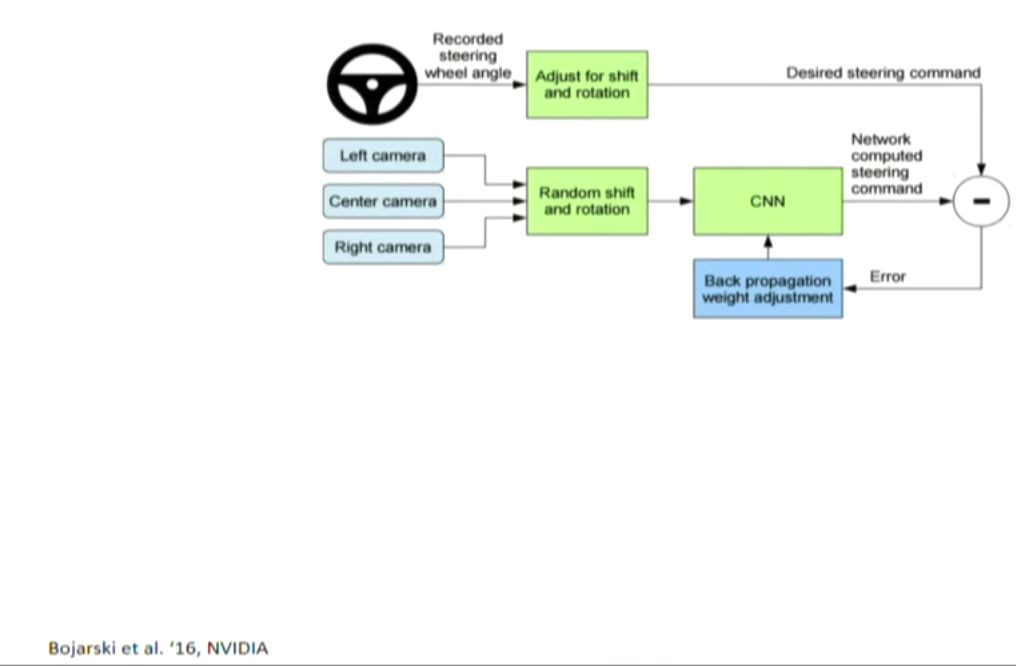 Recorded
steering
wheel angle
Adjust for shift
and rotation
Desired steering command
Left camera
Center camera
Right camera
Random shift
and rotation
CNN
Network
computed
steering
command
-
Back propagation
weight adjustment
Error
Bojarski et al. ‘16, NVIDIA